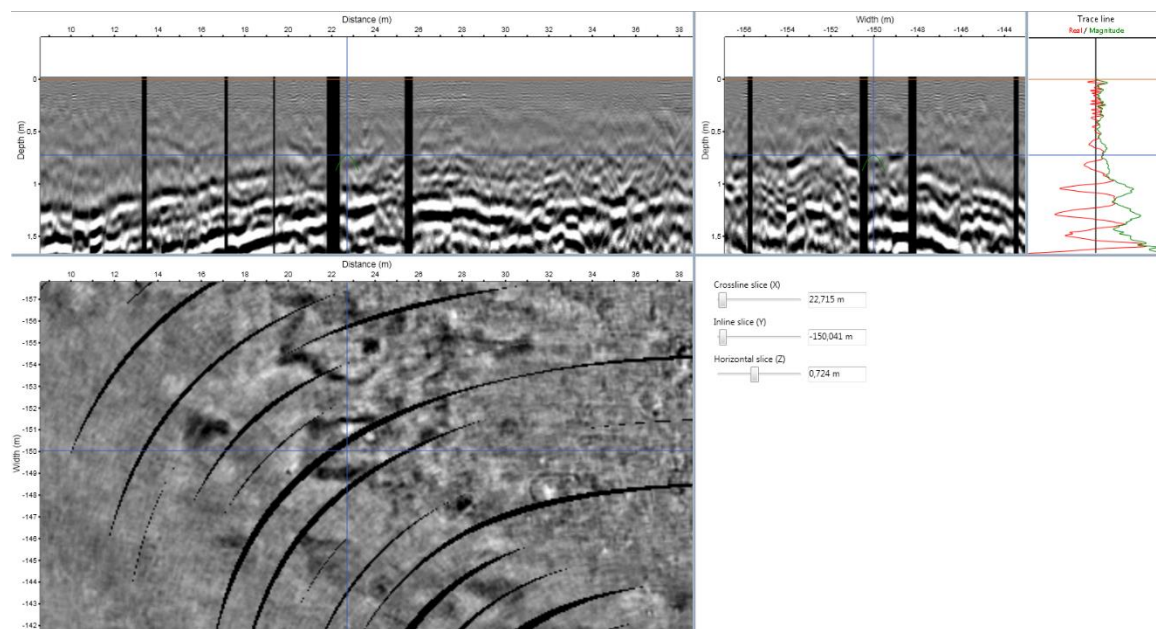 Distance (m)
10 12 14 16 18 20 22 24 26 28 30 32 34 36 38
Depth (m)
0
0.5
1
1.5
Width (m)
-156 -154 -152 -150 -148 -146 -144
Depth (m)
0
0.5
1
1.5
Trace line
Real / Magnitude
Distance (m)
10 12 14 16 18 20 22 24 26 28 30 32 34 36 38
Width (m)
-157
-156
-155
-154
-153
-152
-151
-150
-149
-148
-147
-146
-145
-144
-143
-142
Crossline slice (X)
22,715 m
Inline slice (Y)
-150,041 m
Horizontal slice (Z)
0,724 m